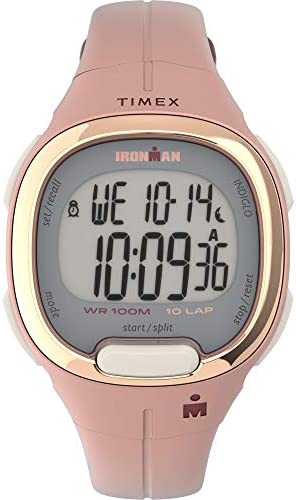 TIMEX
IRONMAN
set/recall
INDIGLO
WE 10-14
A
10:09 36
mode
stop/reset
WR 100M 10 LAP
start/split